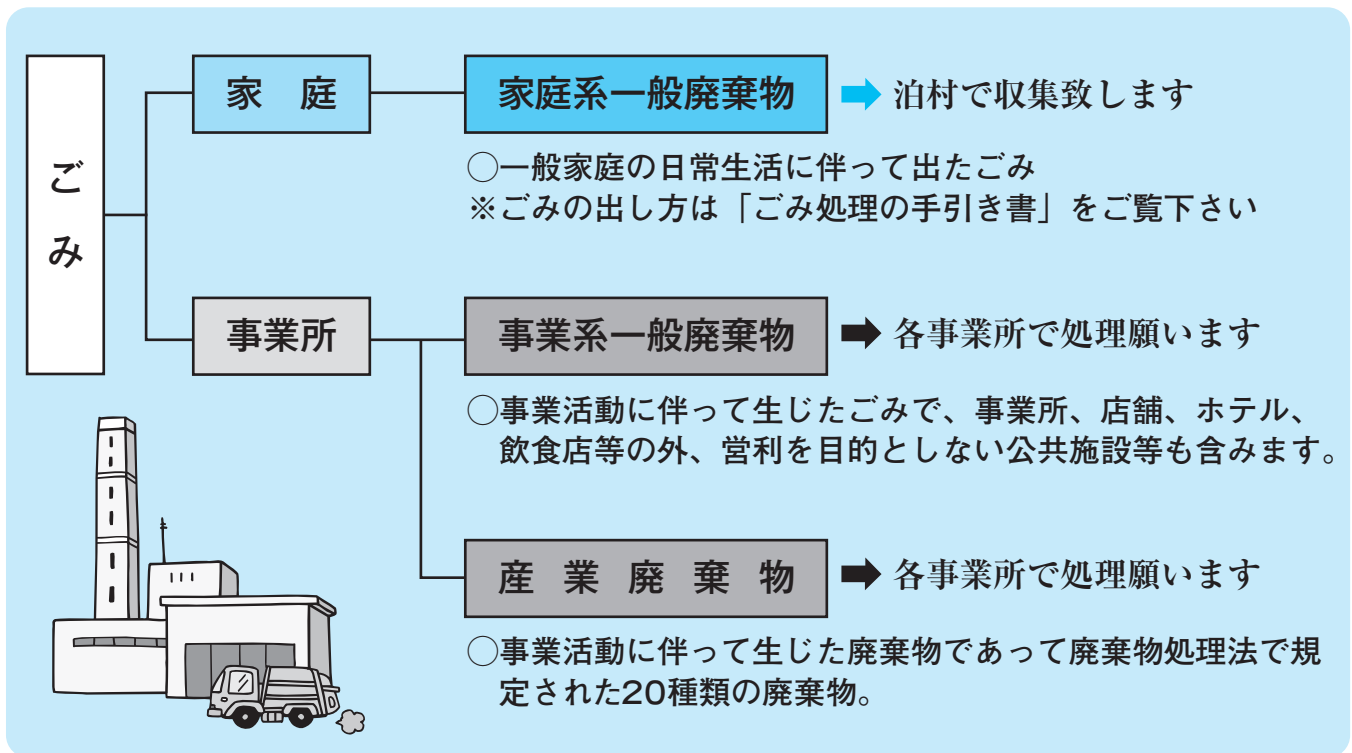 ごみ
家庭
家庭系一般廃棄物
泊村で収集致します
○一般家庭の日常生活に伴って出たごみ
※ごみの出し方は「ごみ処理の手引き書」をご覧下さい
事業所
事業系一般廃棄物
各事業所で処理願います
○事業活動に伴って生じたごみで、事業所、店舗、ホテル、
飲食店等の外、営利を目的としない公共施設等も含みます。
産業廃棄物
各事業所で処理願います
○事業活動に伴って生じた廃棄物であって廃棄物処理法で規
定された20種類の廃棄物。